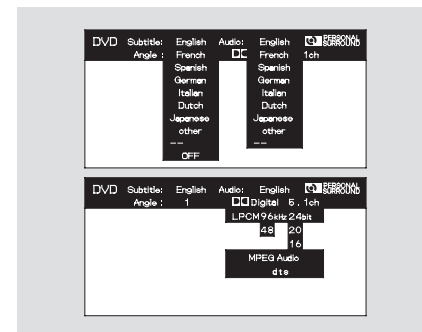 DVD Subtitle: English Audio: English PERSONAL SURROUND
Angle : French French 1ch
Spanish Spanish
German German
Italian Italian
Dutch Dutch
Japanese Japanese
other other
-- --
OFF
DVD Subtitle: English Audio: English PERSONAL SURROUND
Angle : 1 Digital 5.1ch
LPCM96kHz 24bit
48 20
16
MPEG Audio
dts